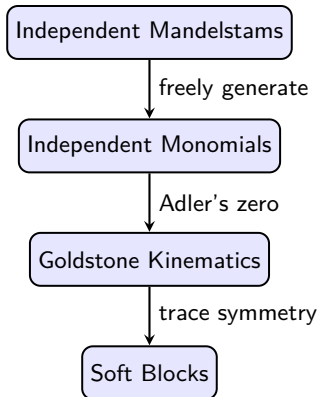 Independent Mandelstams
freely generate
Independent Monomials
Adler's zero
Goldstone Kinematics
trace symmetry
Soft Blocks